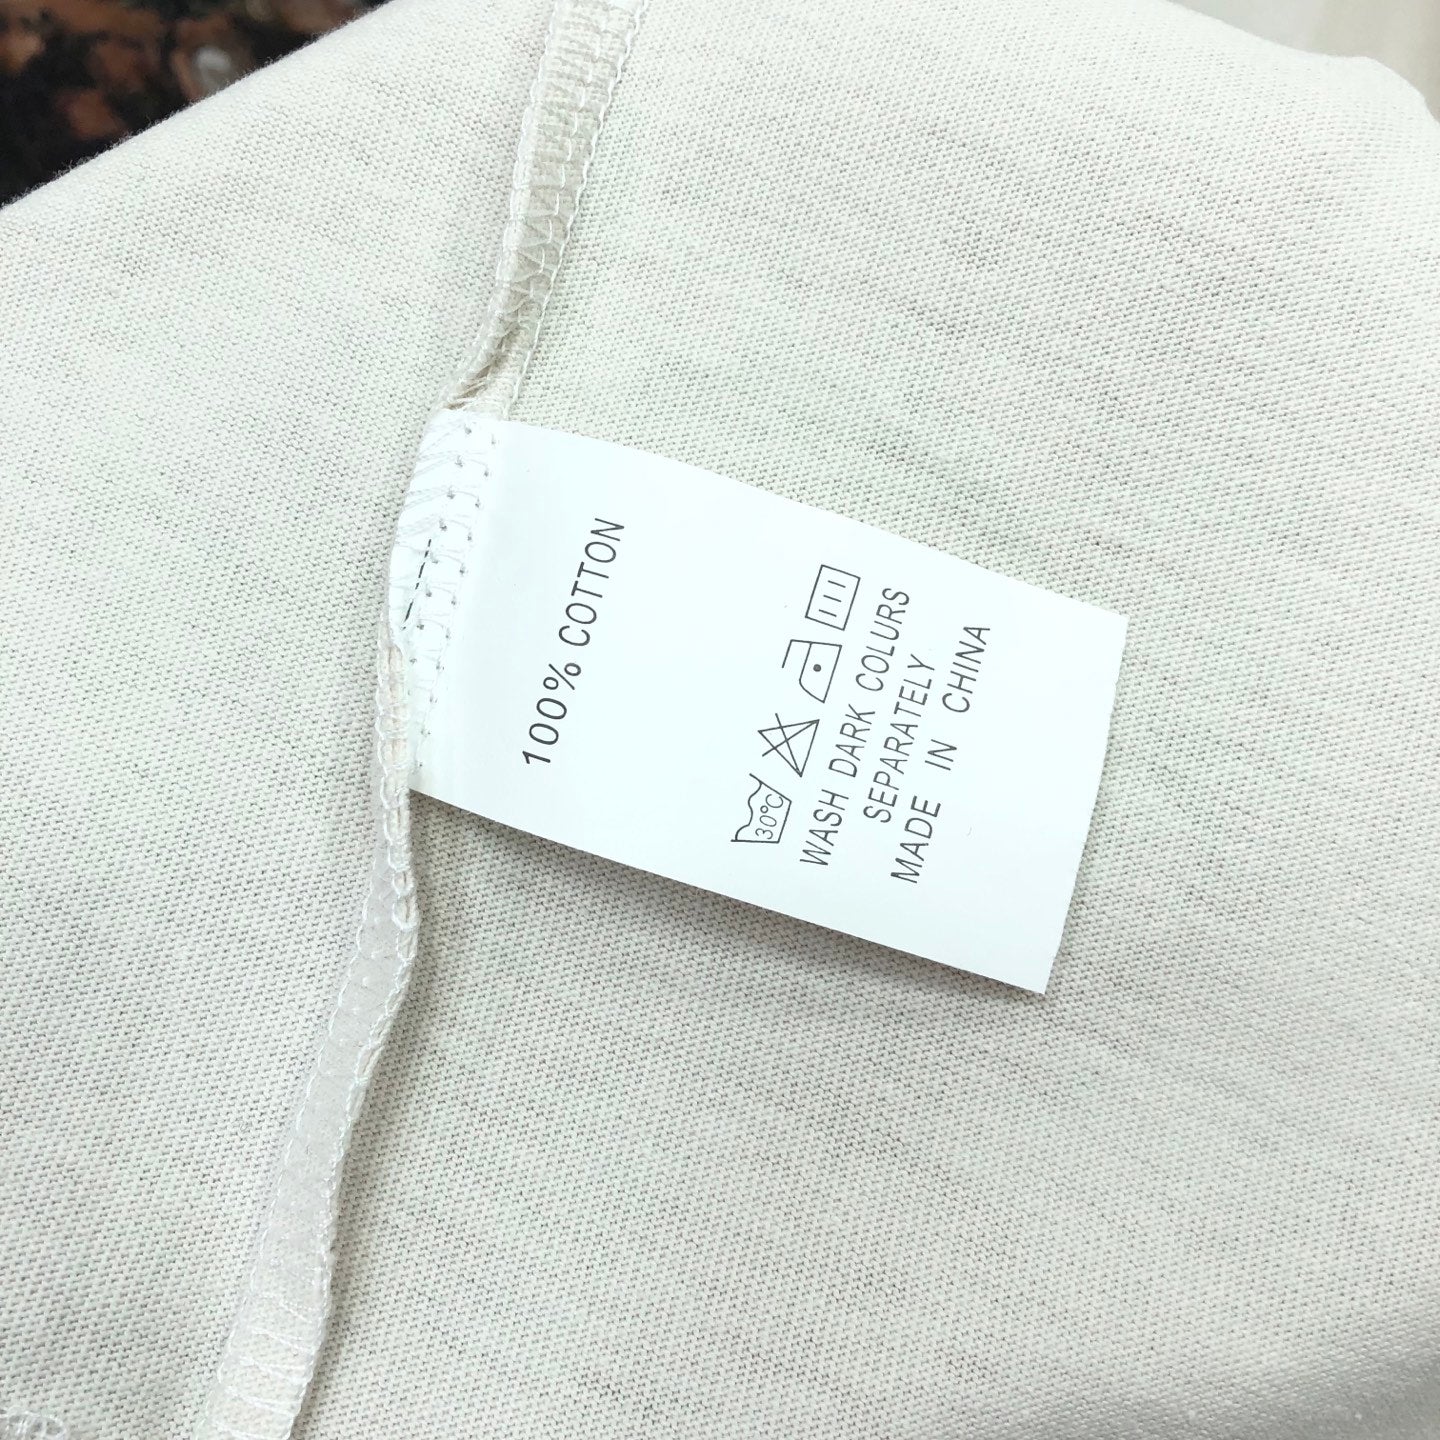 100% COTTON
30°C
WASH DARK COLURS
SEPARATELY
MADE IN CHINA